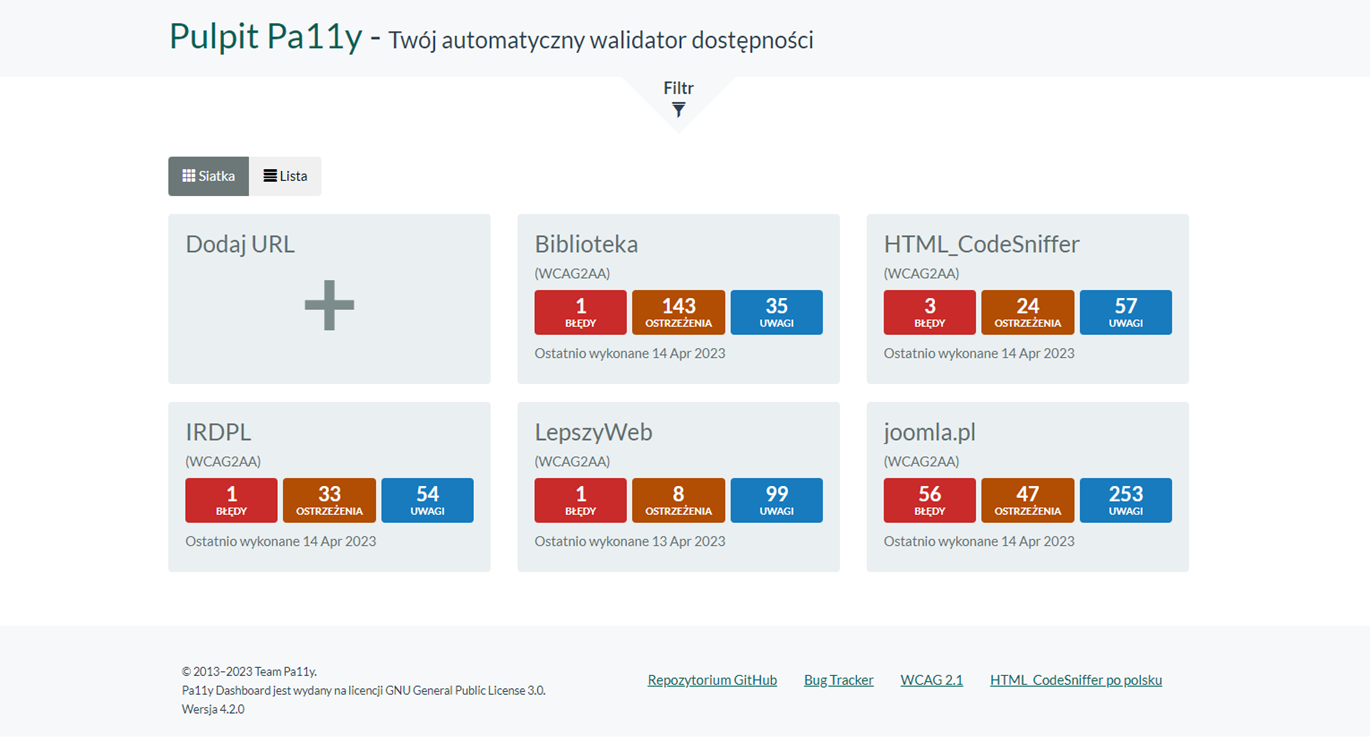 Pulpit Pa11y - Twój automatyczny walidator dostępności
Filtr
Siatka Lista
Dodaj URL
Biblioteka
(WCAG2AA)
1 143 35
BŁĘDY OSTRZEŻENIA UWAGI
Ostatnio wykonane 14 Apr 2023
HTML_CodeSniffer
(WCAG2AA)
3 24 57
BŁĘDY OSTRZEŻENIA UWAGI
Ostatnio wykonane 14 Apr 2023
IRDPL
(WCAG2AA)
1 33 54
BŁĘDY OSTRZEŻENIA UWAGI
Ostatnio wykonane 14 Apr 2023
LepszyWeb
(WCAG2AA)
1 8 99
BŁĘDY OSTRZEŻENIA UWAGI
Ostatnio wykonane 13 Apr 2023
joomla.pl
(WCAG2AA)
56 47 253
BŁĘDY OSTRZEŻENIA UWAGI
Ostatnio wykonane 14 Apr 2023
© 2013–2023 Team Pa11y.
Pa11y Dashboard jest wydany na licencji GNU General Public License 3.0.
Wersja 4.2.0
Repozytorium GitHub Bug Tracker WCAG 2.1 HTML_CodeSniffer po polsku